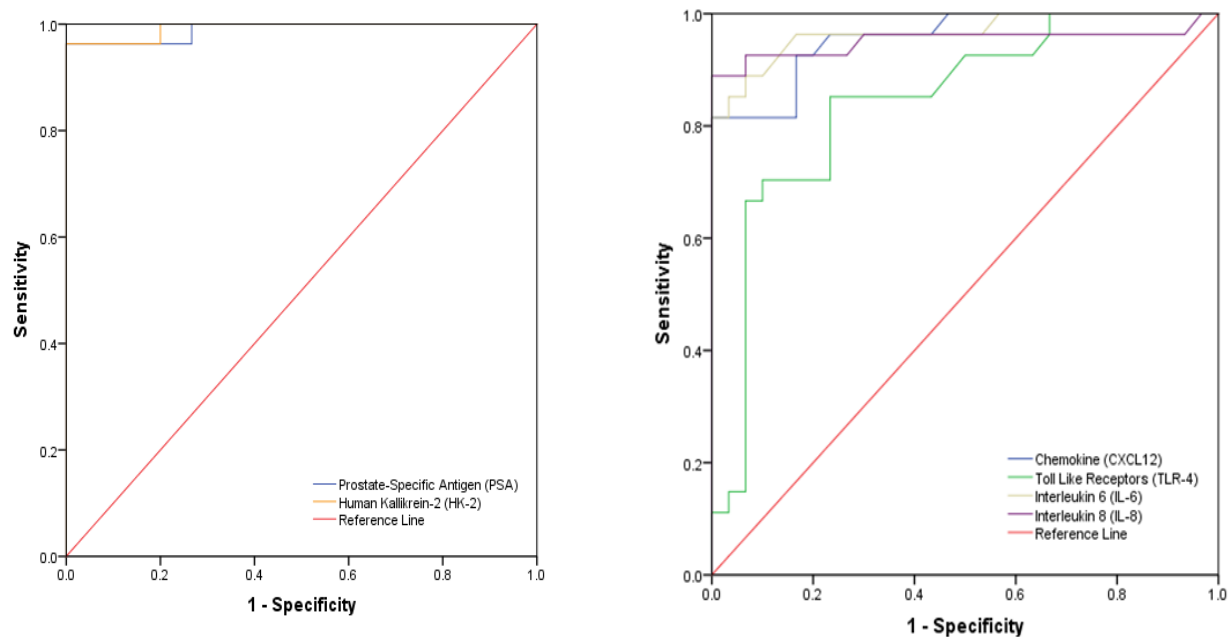 Sensitivity
1.0
0.8
0.6
0.4
0.2
0.0
0.0 0.2 0.4 0.6 0.8 1.0
1 - Specificity
Prostate-Specific Antigen (PSA)
Human Kallikrein-2 (HK-2)
Reference Line
Sensitivity
1.0
0.8
0.6
0.4
0.2
0.0
0.0 0.2 0.4 0.6 0.8 1.0
1 - Specificity
Chemokine (CXCL12)
Toll Like Receptors (TLR-4)
Interleukin 6 (IL-6)
Interleukin 8 (IL-8)
Reference Line